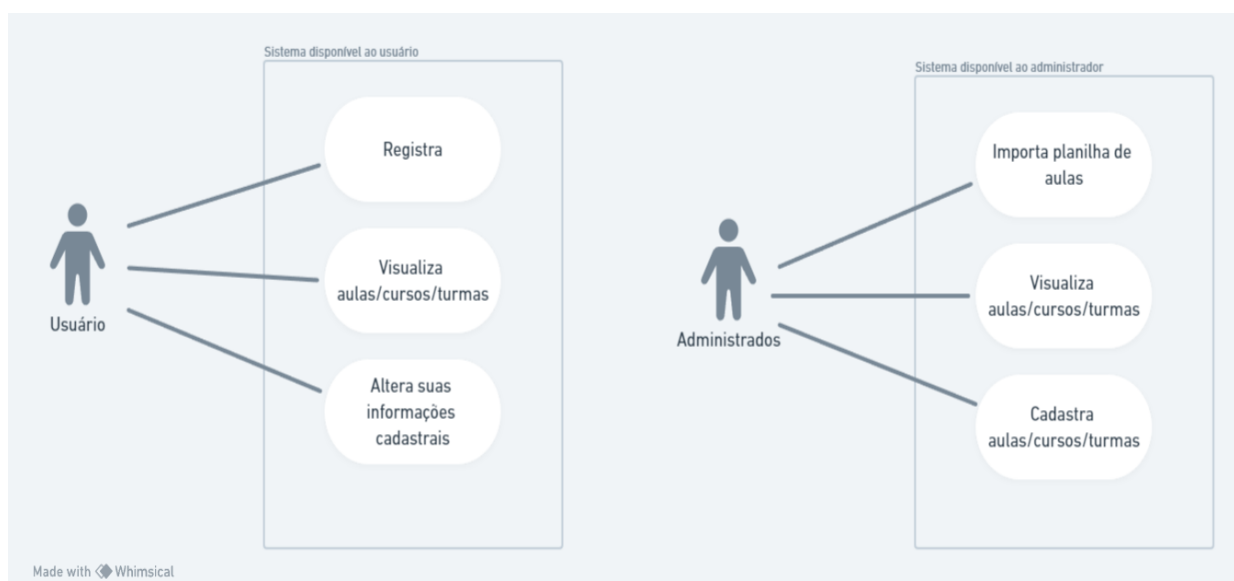 Sistema disponível ao usuário
Registra
Visualiza
aulas/cursos/turmas
Altera suas
informações
cadastrais
Usuário
Sistema disponível ao administrador
Importa planilha de
aulas
Visualiza
aulas/cursos/turmas
Cadastra
aulas/cursos/turmas
Administrados
Made with Whimsical